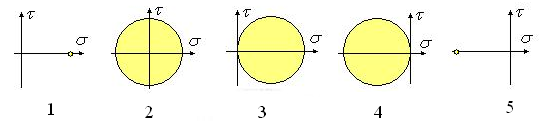 τ τ τ τ τ
σ σ σ σ σ
1 2 3 4 5